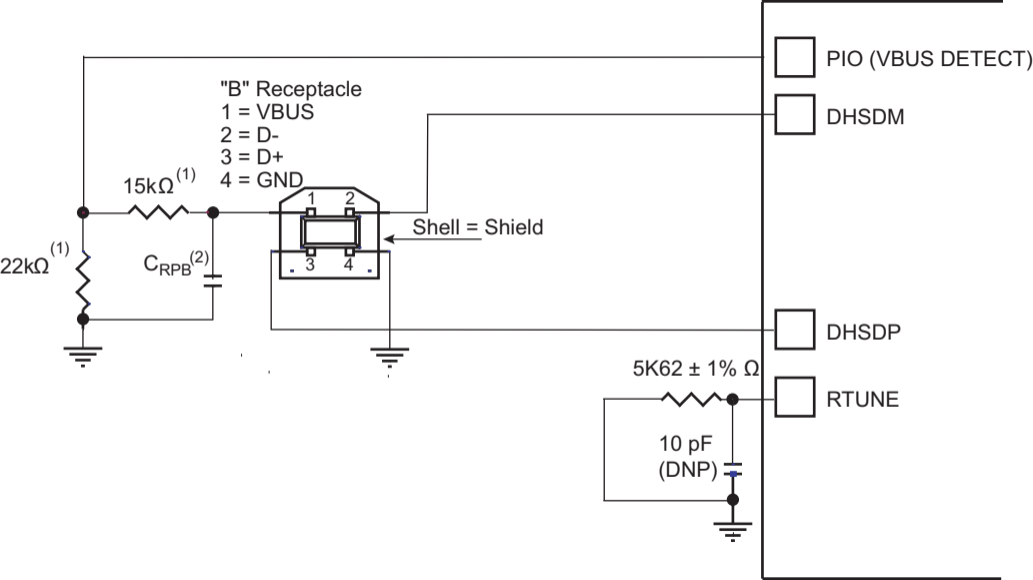 PIO (VBUS DETECT)
"B" Receptacle
1 = VBUS
2 = D-
3 = D+
4 = GND
DHSDM
15kΩ(1)
1 2
Shell = Shield
22kΩ(1)
CRPB(2)
3 4
DHSDP
5K62 ± 1% Ω
RTUNE
10 pF
(DNP)